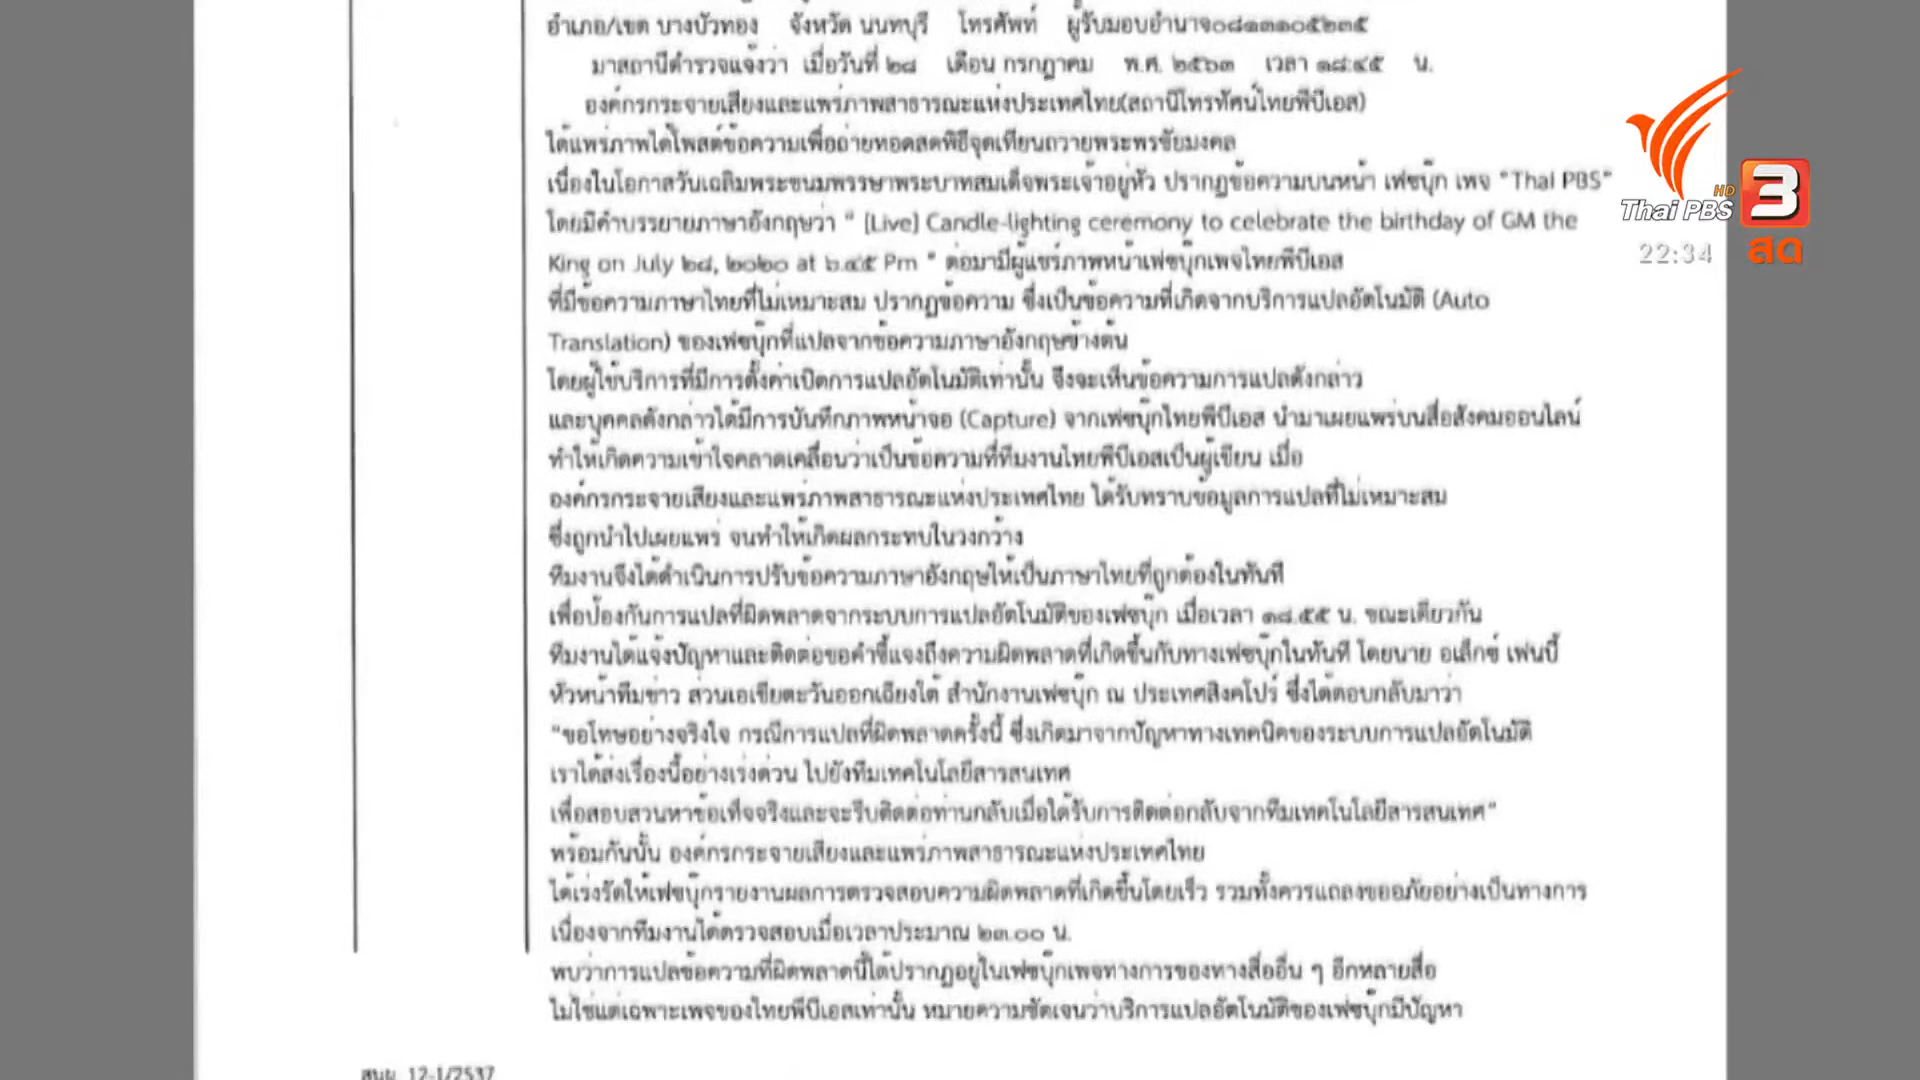 อำเภอ/เขต บางบัวทอง จังหวัด นนทบุรี โทรศัพท์ ผู้รับมอบอำนาจ๐๘๑๓๑๐๕๒๓๕
มาสถานีตำรวจแจ้งว่า เมื่อวันที่ ๒๘ เดือน กรกฎาคม พ.ศ. ๒๕๖๓ เวลา ๑๘.๔๕ น.
องค์กรกระจายเสียงและแพร่ภาพสาธารณะแห่งประเทศไทย(สถานีโทรทัศน์ไทยพีบีเอส)
ได้แพร่ภาพได้โพสต์ข้อความเพื่อถ่ายทอดสดพิธีจุดเทียนถวายพระพรชัยมงคล
เนื่องในโอกาสวันเฉลิมพระชนมพรรษาพระบาทสมเด็จพระเจ้าอยู่หัว ปรากฏข้อความบนหน้า เฟซบุ๊ก เพจ "Thai PBS"
โดยมีคำบรรยายภาษาอังกฤษว่า " [Live] Candle-lighting ceremony to celebrate the birthday of GM the
King on July ๒๘, ๒๐๒๐ at ๖.๔๕ Pm " ต่อมามีผู้แชร์ภาพหน้าเฟซบุ๊กเพจไทยพีบีเอส
ที่มีข้อความภาษาไทยที่ไม่เหมาะสม ปรากฏข้อความ ซึ่งเป็นข้อความที่เกิดจากบริการแปลอัตโนมัติ (Auto
Translation) ของเฟซบุ๊กที่แปลจากข้อความภาษาอังกฤษข้างต้น
โดยผู้ใช้บริการที่มีการตั้งค่าเปิดการแปลอัตโนมัติเท่านั้น จึงจะเห็นข้อความการแปลดังกล่าว
และบุคคลดังกล่าวได้มีการบันทึกภาพหน้าจอ (Capture) จากเฟซบุ๊กไทยพีบีเอส นำมาเผยแพร่บนสื่อสังคมออนไลน์
ทำให้เกิดความเข้าใจคลาดเคลื่อนว่าเป็นข้อความที่ทีมงานไทยพีบีเอสเป็นผู้เขียน เมื่อ
องค์กรกระจายเสียงและแพร่ภาพสาธารณะแห่งประเทศไทย ได้รับทราบข้อมูลการแปลที่ไม่เหมาะสม
ซึ่งถูกนำไปเผยแพร่ จนทำให้เกิดผลกระทบในวงกว้าง
ทีมงานจึงได้ดำเนินการปรับข้อความภาษาอังกฤษให้เป็นภาษาไทยที่ถูกต้องในทันที
เพื่อป้องกันการแปลที่ผิดพลาดจากระบบการแปลอัตโนมัติของเฟซบุ๊ก เมื่อเวลา ๑๘.๕๕ น. ขณะเดียวกัน
ทีมงานได้แจ้งปัญหาและติดต่อขอคำชี้แจงถึงความผิดพลาดที่เกิดขึ้นกับทางเฟซบุ๊กในทันที โดยนาย อเล็กซ์ เฟนบี้
หัวหน้าทีมข่าว ส่วนเอเชียตะวันออกเฉียงใต้ สำนักงานเฟซบุ๊ก ณ ประเทศสิงคโปร์ ซึ่งได้ตอบกลับมาว่า
"ขอโทษอย่างจริงใจ กรณีการแปลที่ผิดพลาดครั้งนี้ ซึ่งเกิดมาจากปัญหาทางเทคนิคของระบบการแปลอัตโนมัติ
เราได้ส่งเรื่องนี้อย่างเร่งด่วน ไปยังทีมเทคโนโลยีสารสนเทศ
เพื่อสอบสวนหาข้อเท็จจริงและจะรีบติดต่อท่านกลับเมื่อได้รับการติดต่อกลับจากทีมเทคโนโลยีสารสนเทศ"
พร้อมกันนั้น องค์กรกระจายเสียงและแพร่ภาพสาธารณะแห่งประเทศไทย
ได้เร่งรัดให้เฟซบุ๊กรายงานผลการตรวจสอบความผิดพลาดที่เกิดขึ้นโดยเร็ว รวมทั้งควรแถลงขออภัยอย่างเป็นทางการ
เนื่องจากทีมงานได้ตรวจสอบเมื่อเวลาประมาณ ๒๓.๐๐ น.
พบว่าการแปลข้อความที่ผิดพลาดนี้ได้ปรากฏอยู่ในเฟซบุ๊กเพจทางการของทางสื่ออื่น ๆ อีกหลายสื่อ
ไม่ใช่แต่เฉพาะเพจของไทยพีบีเอสเท่านั้น หมายความชัดเจนว่าบริการแปลอัตโนมัติของเฟซบุ๊กมีปัญหา
สนผ. 12-1/2537
Thai PBS HD 3
22:34 สด